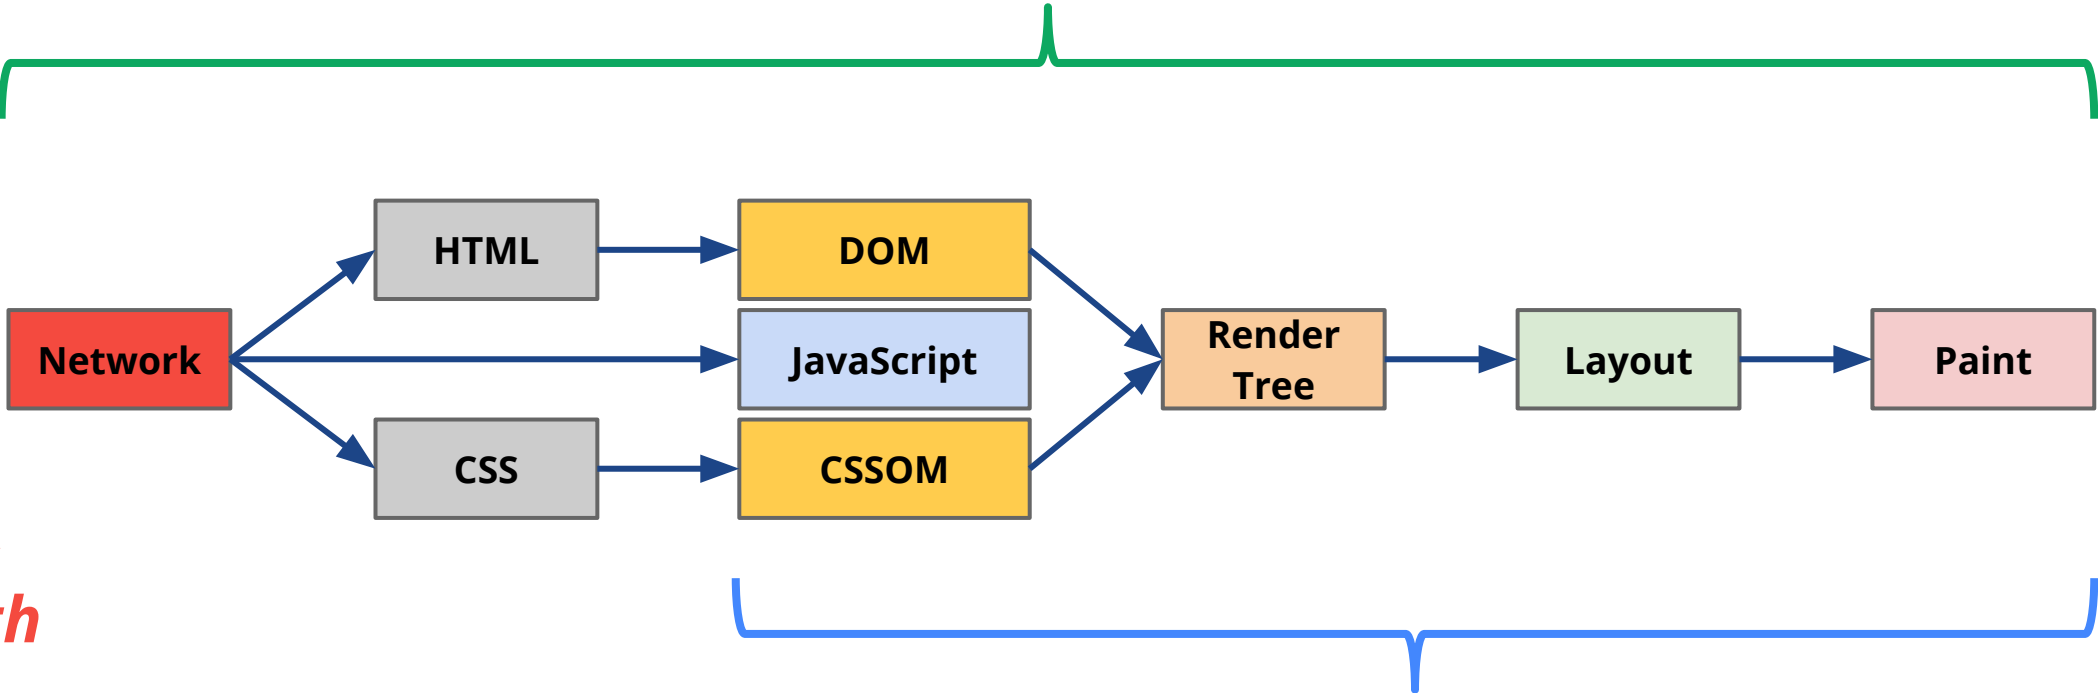 HTML
DOM
Network
JavaScript
Render
Tree
Layout
Paint
CSS
CSSOM